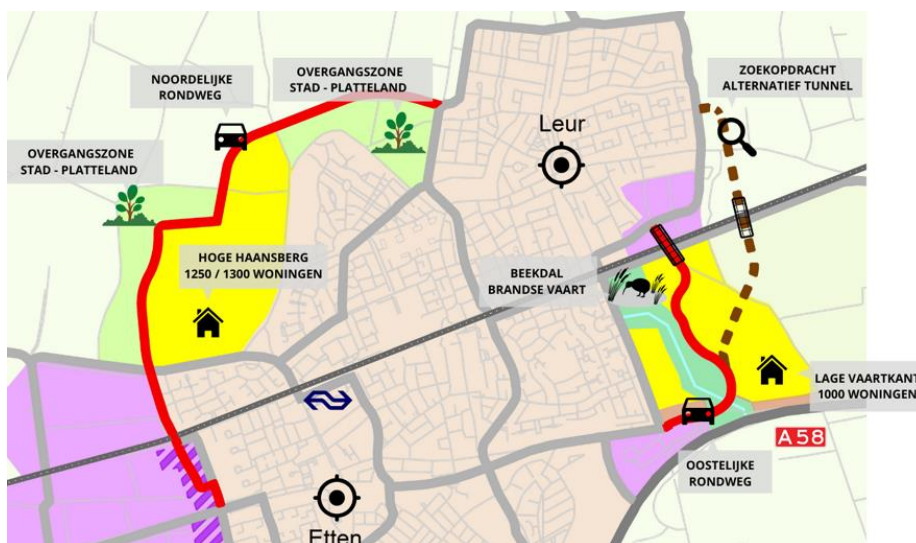 NOORDELIJKE
RONDWEG
OVERGANGSZONE
STAD - PLATTELAND
ZOEKOPDRACHT
ALTERNATIEF TUNNEL
Leur
OVERGANGSZONE
STAD - PLATTELAND
HOGE HAANSBERG
1250 / 1300 WONINGEN
BEEKDAL
BRANDSE VAART
LAGE VAARTKANT
1000 WONINGEN
A58
OOSTELIJKE
RONDWEG
Etten